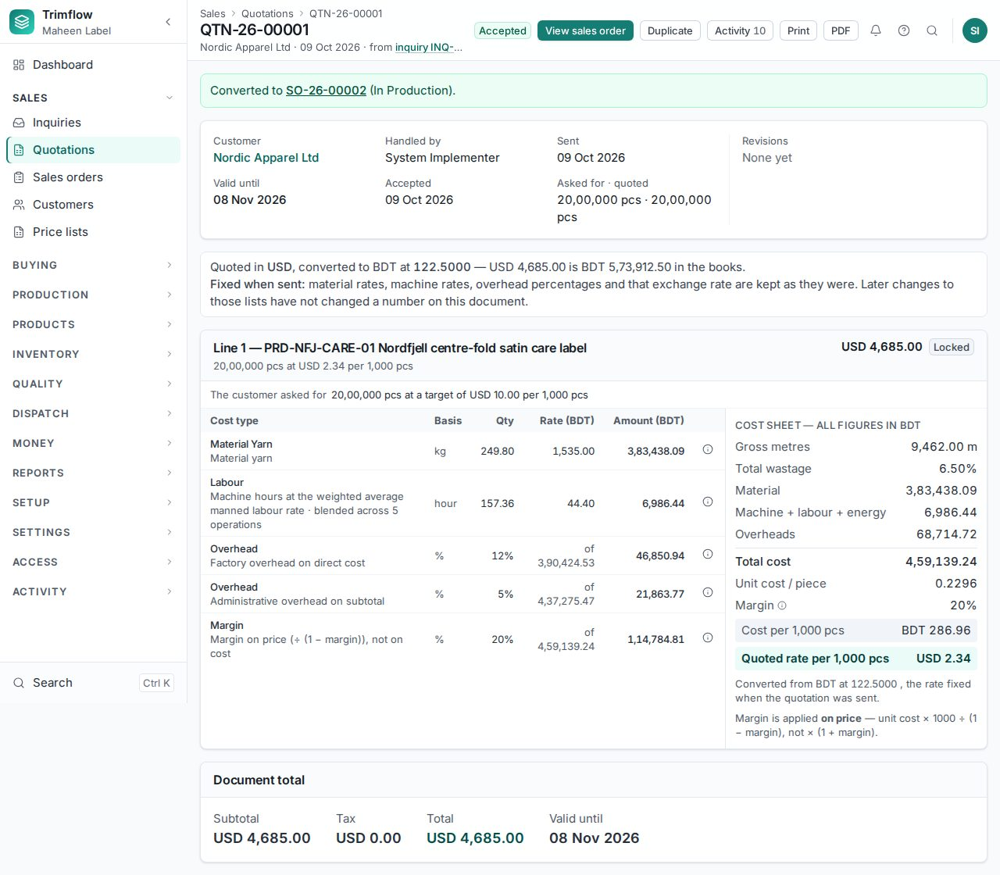 Trimflow
Maheen Label
Dashboard
SALES
Inquiries
Quotations
Sales orders
Customers
Price lists
BUYING
PRODUCTION
PRODUCTS
INVENTORY
QUALITY
DISPATCH
MONEY
REPORTS
SETUP
SETTINGS
ACCESS
ACTIVITY
Search Ctrl K
Sales Quotations QTN-26-00001
QTN-26-00001
Nordic Apparel Ltd · 09 Oct 2026 · from inquiry INQ-...
Accepted View sales order Duplicate Activity 10 Print PDF SI
Converted to SO-26-00002 (In Production).
Customer Handled by Sent Revisions
Nordic Apparel Ltd System Implementer 09 Oct 2026 None yet
Valid until Accepted Asked for · quoted
08 Nov 2026 09 Oct 2026 20,00,000 pcs · 20,00,000
pcs
Quoted in USD, converted to BDT at 122.5000 — USD 4,685.00 is BDT 5,73,912.50 in the books.
Fixed when sent: material rates, machine rates, overhead percentages and that exchange rate are kept as they were. Later changes to
those lists have not changed a number on this document.
Line 1 — PRD-NFJ-CARE-01 Nordfjell centre-fold satin care label USD 4,685.00 Locked
20,00,000 pcs at USD 2.34 per 1,000 pcs
The customer asked for 20,00,000 pcs at a target of USD 10.00 per 1,000 pcs
Cost type Basis Qty Rate (BDT) Amount (BDT)
Material Yarn
Material yarn kg 249.80 1,535.00 3,83,438.09
Labour
Machine hours at the weighted average
manned labour rate · blended across 5
operations hour 157.36 44.40 6,986.44
Overhead
Factory overhead on direct cost % 12% of
3,90,424.53 46,850.94
Overhead
Administrative overhead on subtotal % 5% of
4,37,275.47 21,863.77
Margin
Margin on price (÷ (1 − margin)), not on
cost % 20% of
4,59,139.24 1,14,784.81
COST SHEET — ALL FIGURES IN BDT
Gross metres 9,462.00 m
Total wastage 6.50%
Material 3,83,438.09
Machine + labour + energy 6,986.44
Overheads 68,714.72
Total cost 4,59,139.24
Unit cost / piece 0.2296
Margin 20%
Cost per 1,000 pcs BDT 286.96
Quoted rate per 1,000 pcs USD 2.34
Converted from BDT at 122.5000 , the rate fixed
when the quotation was sent.
Margin is applied on price — unit cost × 1000 ÷ (1
− margin), not × (1 + margin).
Document total
Subtotal Tax Total Valid until
USD 4,685.00 USD 0.00 USD 4,685.00 08 Nov 2026